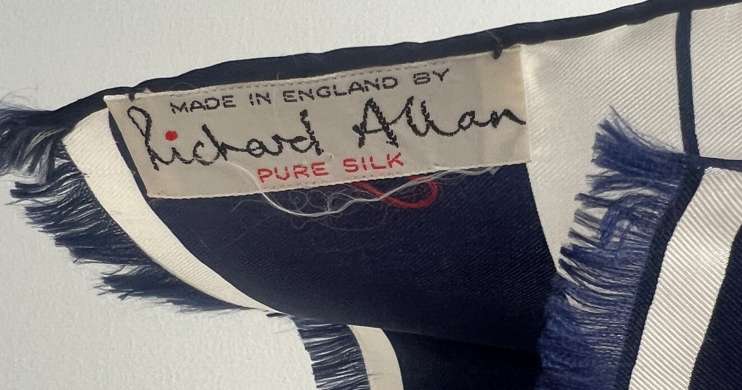 MADE IN ENGLAND BY
Richard Allan
PURE SILK